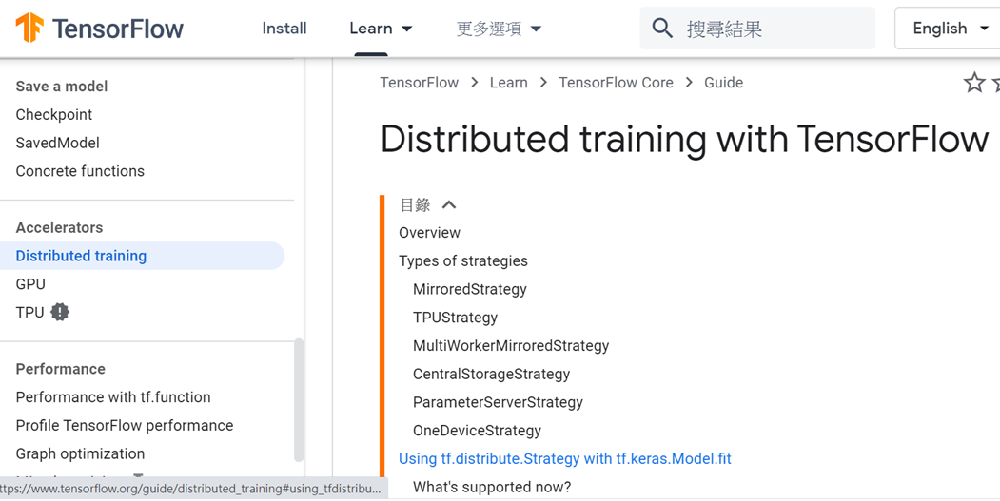 TensorFlow Install Learn 更多選項 搜尋結果 English
Save a model
Checkpoint
SavedModel
Concrete functions
Accelerators
Distributed training
GPU
TPU
Performance
Performance with tf.function
Profile TensorFlow performance
Graph optimization
ttps://www.tensorflow.org/guide/distributed_training#using_tfdistribu...
TensorFlow > Learn > TensorFlow Core > Guide
Distributed training with TensorFlow
目錄
Overview
Types of strategies
MirroredStrategy
TPUStrategy
MultiWorkerMirroredStrategy
CentralStorageStrategy
ParameterServerStrategy
OneDeviceStrategy
Using tf.distribute.Strategy with tf.keras.Model.fit
What's supported now?